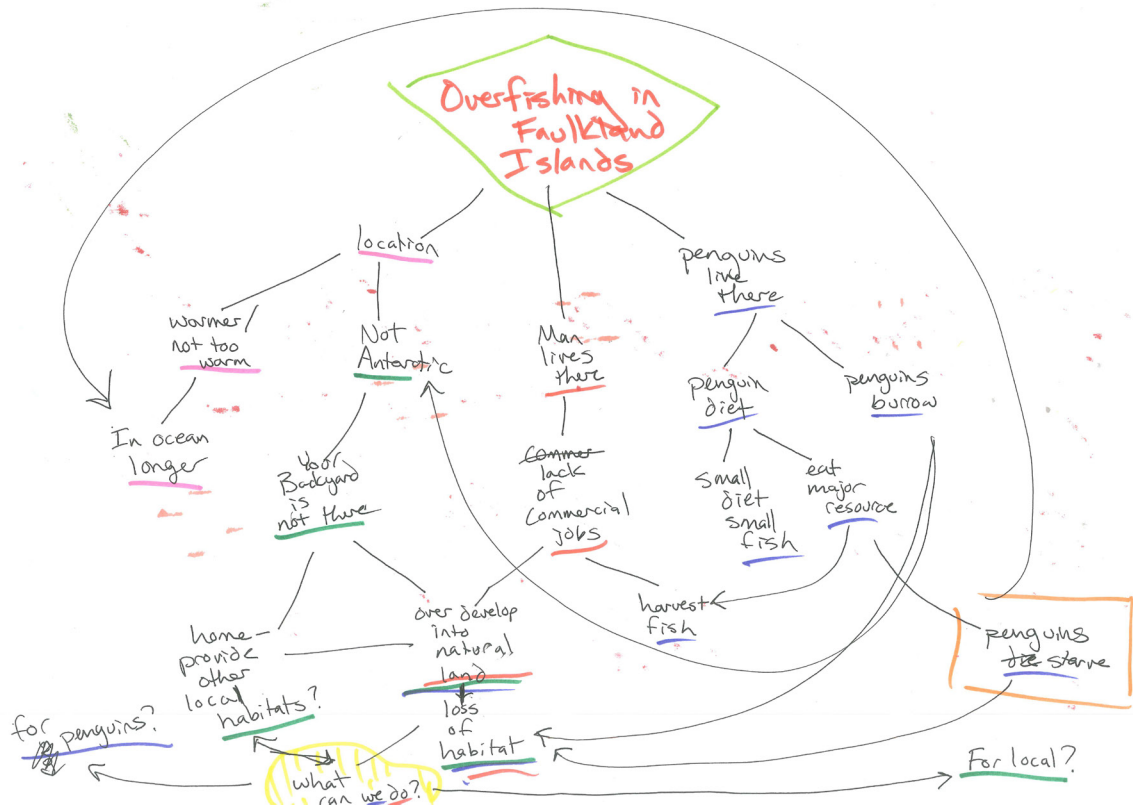 Overfishing in
Faulkland
Islands
location
penguins
live
there
warmer/
not too
warm
Not
Antarctic
Man
lives
there
penguin
diet
penguins
burrow
In ocean
longer
Your
Backyard
is
not there
Commer
lack
of
commercial
jobs
small
diet
small
fish
eat
major
resource
harvest
fish
over develop
into
natural
land
home-
provide
other
local
habitats?
penguins
die starve
loss
of
habitat
for
penguins?
what
can we do?
For local?